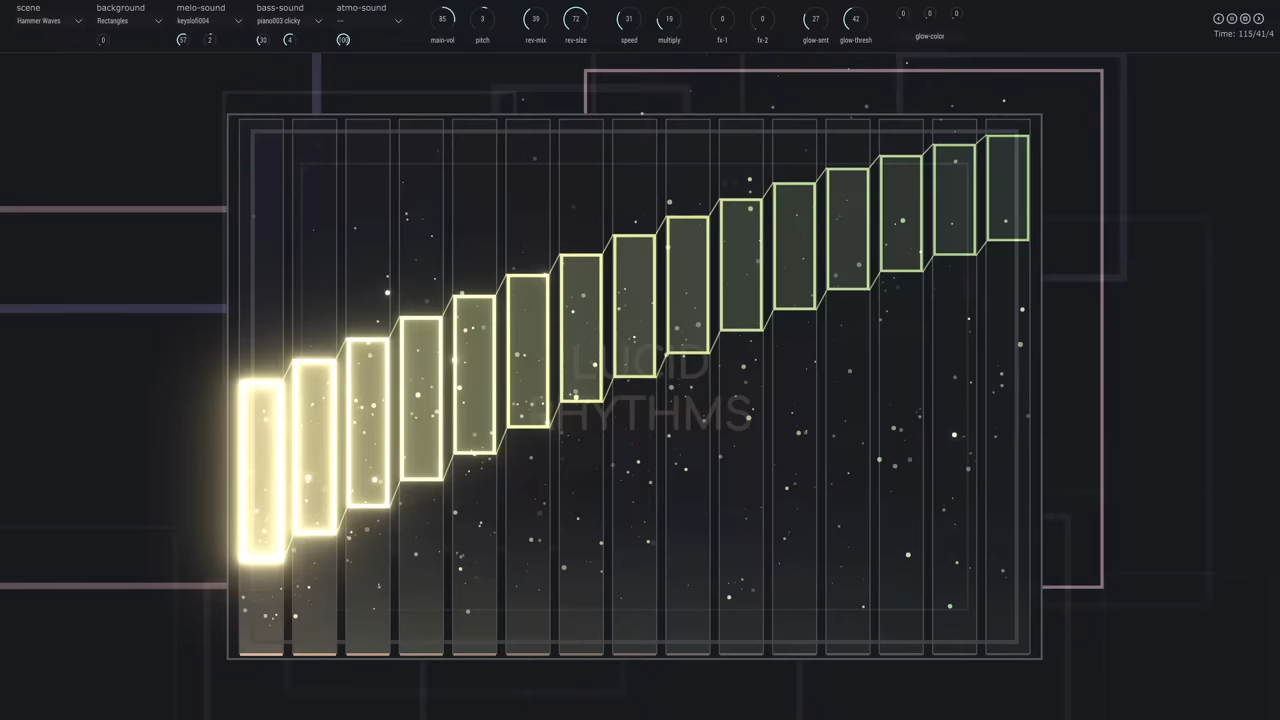 scene
Hammer Waves
background
Rectangles
0
melo-sound
keyslofi004
57 2
bass-sound
piano003 clicky
30 4
atmo-sound
---
100
85
main-vol
3
pitch
39
rev-mix
72
rev-size
31
speed
19
multiply
0
fx-1
0
fx-2
27
glow-amt
42
glow-thresh
0 0 0
glow-color
Time: 115/41/4
LUCID
RHYTHMS